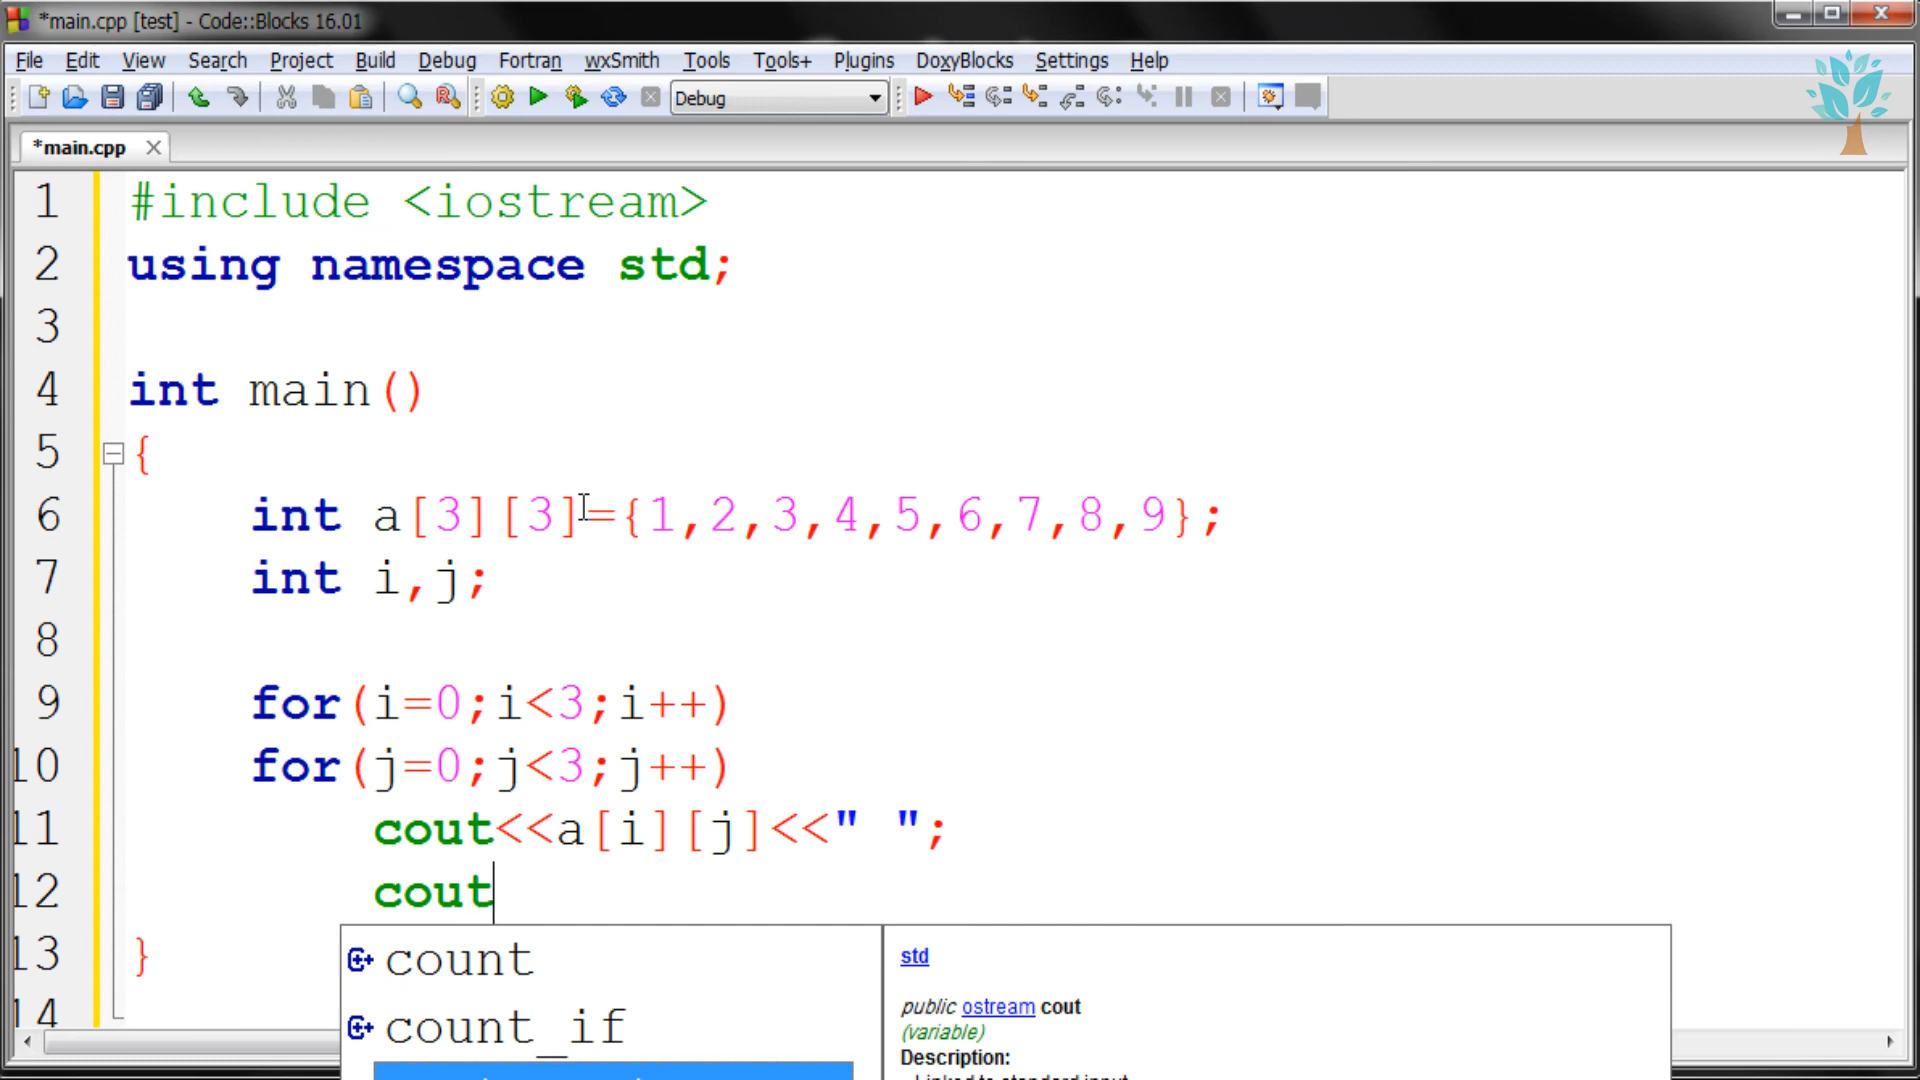 *main.cpp [test] - Code::Blocks 16.01
File Edit View Search Project Build Debug Fortran wxSmith Tools Tools+ Plugins DoxyBlocks Settings Help
Debug
*main.cpp
1 #include <iostream>
2 using namespace std;
3
4 int main()
5 {
6 int a[3][3]={1,2,3,4,5,6,7,8,9};
7 int i,j;
8
9 for(i=0;i<3;i++)
10 for(j=0;j<3;j++)
11 cout<<a[i][j]<<" ";
12 cout
13 }
14
count
count_if
std
public ostream cout
(variable)
Description: